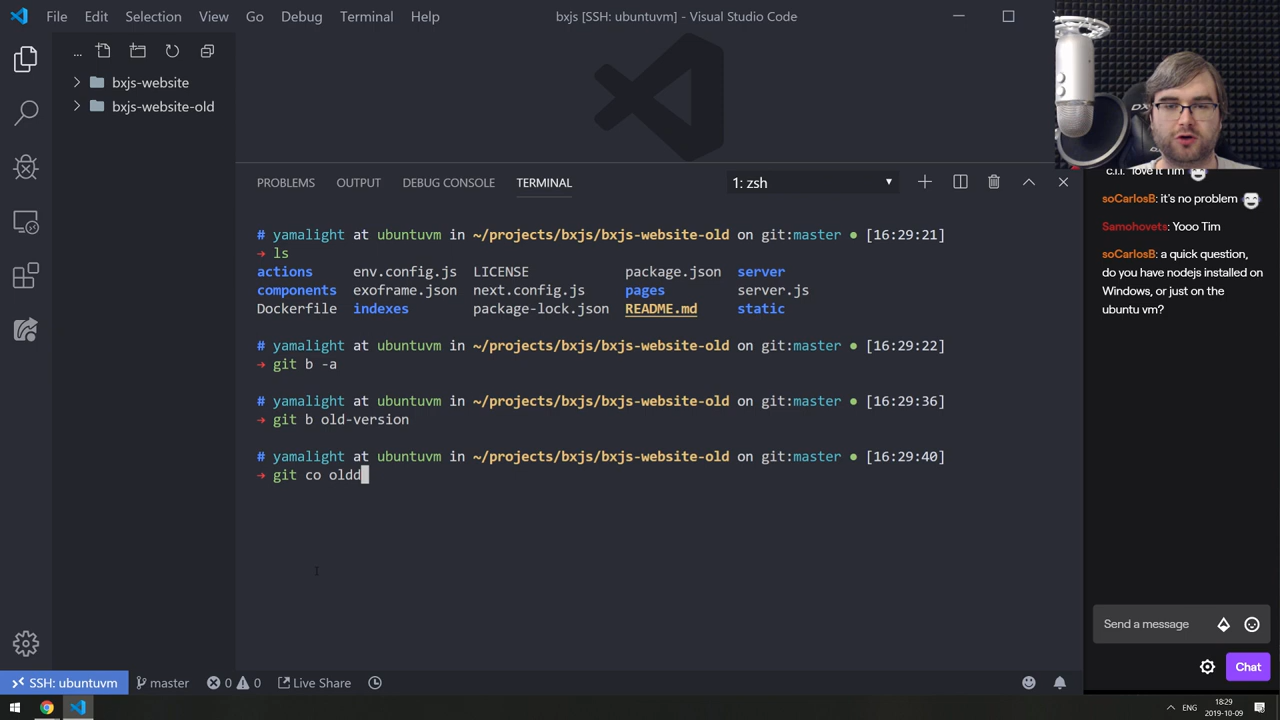 File Edit Selection View Go Debug Terminal Help bxjs [SSH: ubuntuvm] - Visual Studio Code
...
bxjs-website
bxjs-website-old
PROBLEMS OUTPUT DEBUG CONSOLE TERMINAL 1: zsh
# yamalight at ubuntuvm in ~/projects/bxjs/bxjs-website-old on git:master ● [16:29:21]
➜ ls
actions env.config.js LICENSE package.json server
components exoframe.json next.config.js pages server.js
Dockerfile indexes package-lock.json README.md static
# yamalight at ubuntuvm in ~/projects/bxjs/bxjs-website-old on git:master ● [16:29:22]
➜ git b -a
# yamalight at ubuntuvm in ~/projects/bxjs/bxjs-website-old on git:master ● [16:29:36]
➜ git b old-version
# yamalight at ubuntuvm in ~/projects/bxjs/bxjs-website-old on git:master ● [16:29:40]
➜ git co oldd
SSH: ubuntuvm master 0 0 Live Share
DX
love it Tim
soCarlosB: it's no problem
Samohovets: Yooo Tim
soCarlosB: a quick question,
do you have nodejs installed on
Windows, or just on the
ubuntu vm?
Send a message
Chat
ENG 18:29
2019-10-09